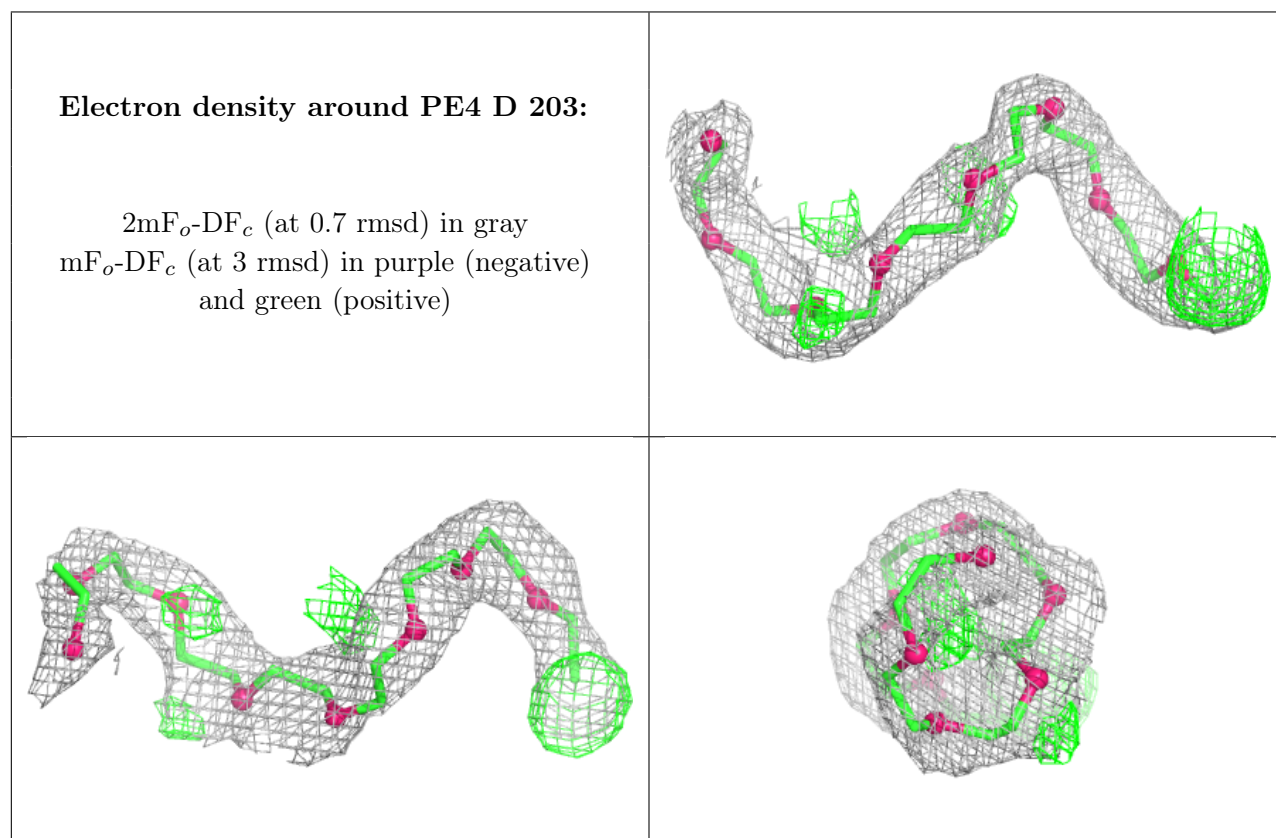 Electron density around PE4 D 203:
2mFo-DFc (at 0.7 rmsd) in gray
mFo-DFc (at 3 rmsd) in purple (negative)
and green (positive)